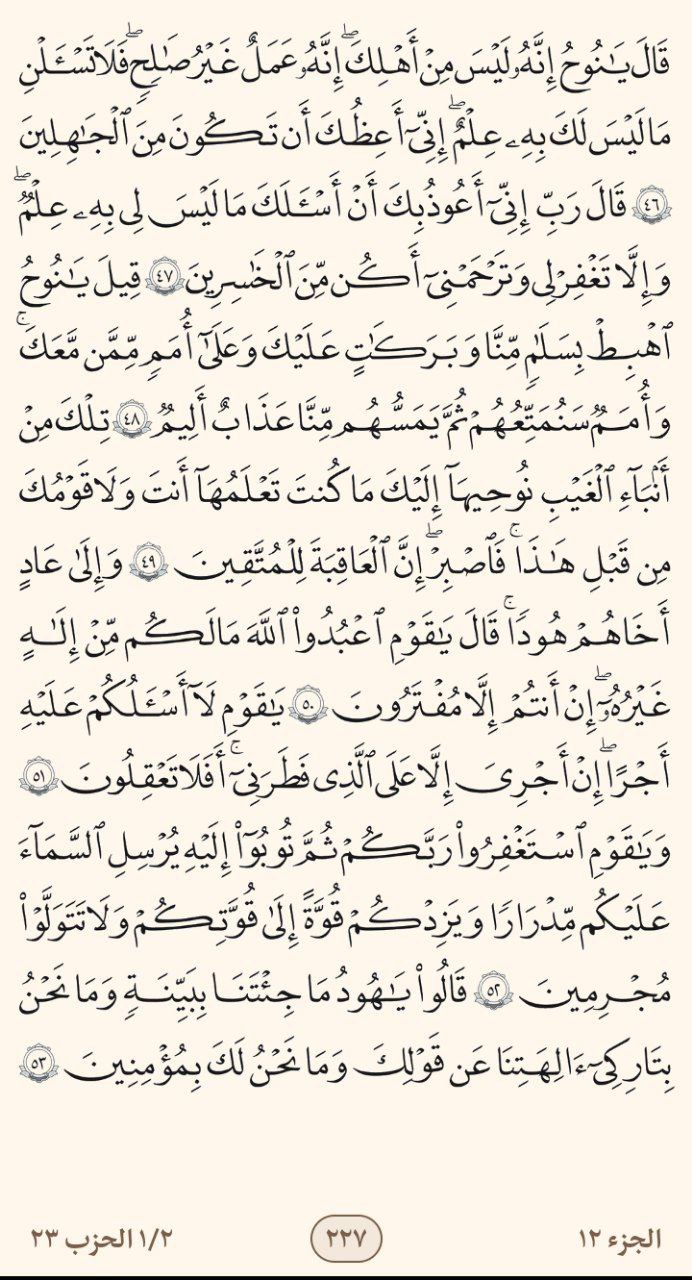 قَالَ يَـٰنُوحُ إِنَّهُۥ لَيْسَ مِنْ أَهْلِكَ ۖ إِنَّهُۥ عَمَلٌ غَيْرُ صَـٰلِحٍ ۖ فَلَا تَسْـَٔلْنِ
مَا لَيْسَ لَكَ بِهِۦ عِلْمٌ ۖ إِنِّىٓ أَعِظُكَ أَن تَكُونَ مِنَ ٱلْجَـٰهِلِينَ
٤٦ قَالَ رَبِّ إِنِّىٓ أَعُوذُ بِكَ أَنْ أَسْـَٔلَكَ مَا لَيْسَ لِى بِهِۦ عِلْمٌ ۖ
وَإِلَّا تَغْفِرْ لِى وَتَرْحَمْنِىٓ أَكُن مِّنَ ٱلْخَـٰسِرِينَ ٤٧ قِيلَ يَـٰنُوحُ
ٱهْبِطْ بِسَلَـٰمٍ مِّنَّا وَبَرَكَـٰتٍ عَلَيْكَ وَعَلَىٰٓ أُمَمٍ مِّمَّن مَّعَكَ ۚ
وَأُمَمٌ سَنُمَتِّعُهُمْ ثُمَّ يَمَسُّهُم مِّنَّا عَذَابٌ أَلِيمٌ ٤٨ تِلْكَ مِنْ
أَنۢبَآءِ ٱلْغَيْبِ نُوحِيهَآ إِلَيْكَ مَا كُنتَ تَعْلَمُهَآ أَنتَ وَلَا قَوْمُكَ
مِن قَبْلِ هَـٰذَا ۖ فَٱصْبِرْ ۖ إِنَّ ٱلْعَـٰقِبَةَ لِلْمُتَّقِينَ ٤٩ وَإِلَىٰ عَادٍ
أَخَاهُمْ هُودًا ۚ قَالَ يَـٰقَوْمِ ٱعْبُدُوا۟ ٱللَّهَ مَا لَكُم مِّنْ إِلَـٰهٍ
غَيْرُهُۥٓ ۖ إِنْ أَنتُمْ إِلَّا مُفْتَرُونَ ٥٠ يَـٰقَوْمِ لَآ أَسْـَٔلُكُمْ عَلَيْهِ
أَجْرًا ۖ إِنْ أَجْرِىَ إِلَّا عَلَى ٱلَّذِى فَطَرَنِىٓ ۚ أَفَلَا تَعْقِلُونَ ٥١
وَيَـٰقَوْمِ ٱسْتَغْفِرُوا۟ رَبَّكُمْ ثُمَّ تُوبُوٓا۟ إِلَيْهِ يُرْسِلِ ٱلسَّمَآءَ
عَلَيْكُم مِّدْرَارًا وَيَزِدْكُمْ قُوَّةً إِلَىٰ قُوَّتِكُمْ وَلَا تَتَوَلَّوْا۟
مُجْرِمِينَ ٥٢ قَالُوا۟ يَـٰهُودُ مَا جِئْتَنَا بِبَيِّنَةٍ وَمَا نَحْنُ
بِتَارِكِىٓ ءَالِهَتِنَا عَن قَوْلِكَ وَمَا نَحْنُ لَكَ بِمُؤْمِنِينَ ٥٣
الجزء ١٢ ٢٢٧ ١/٢ الحزب ٢٣